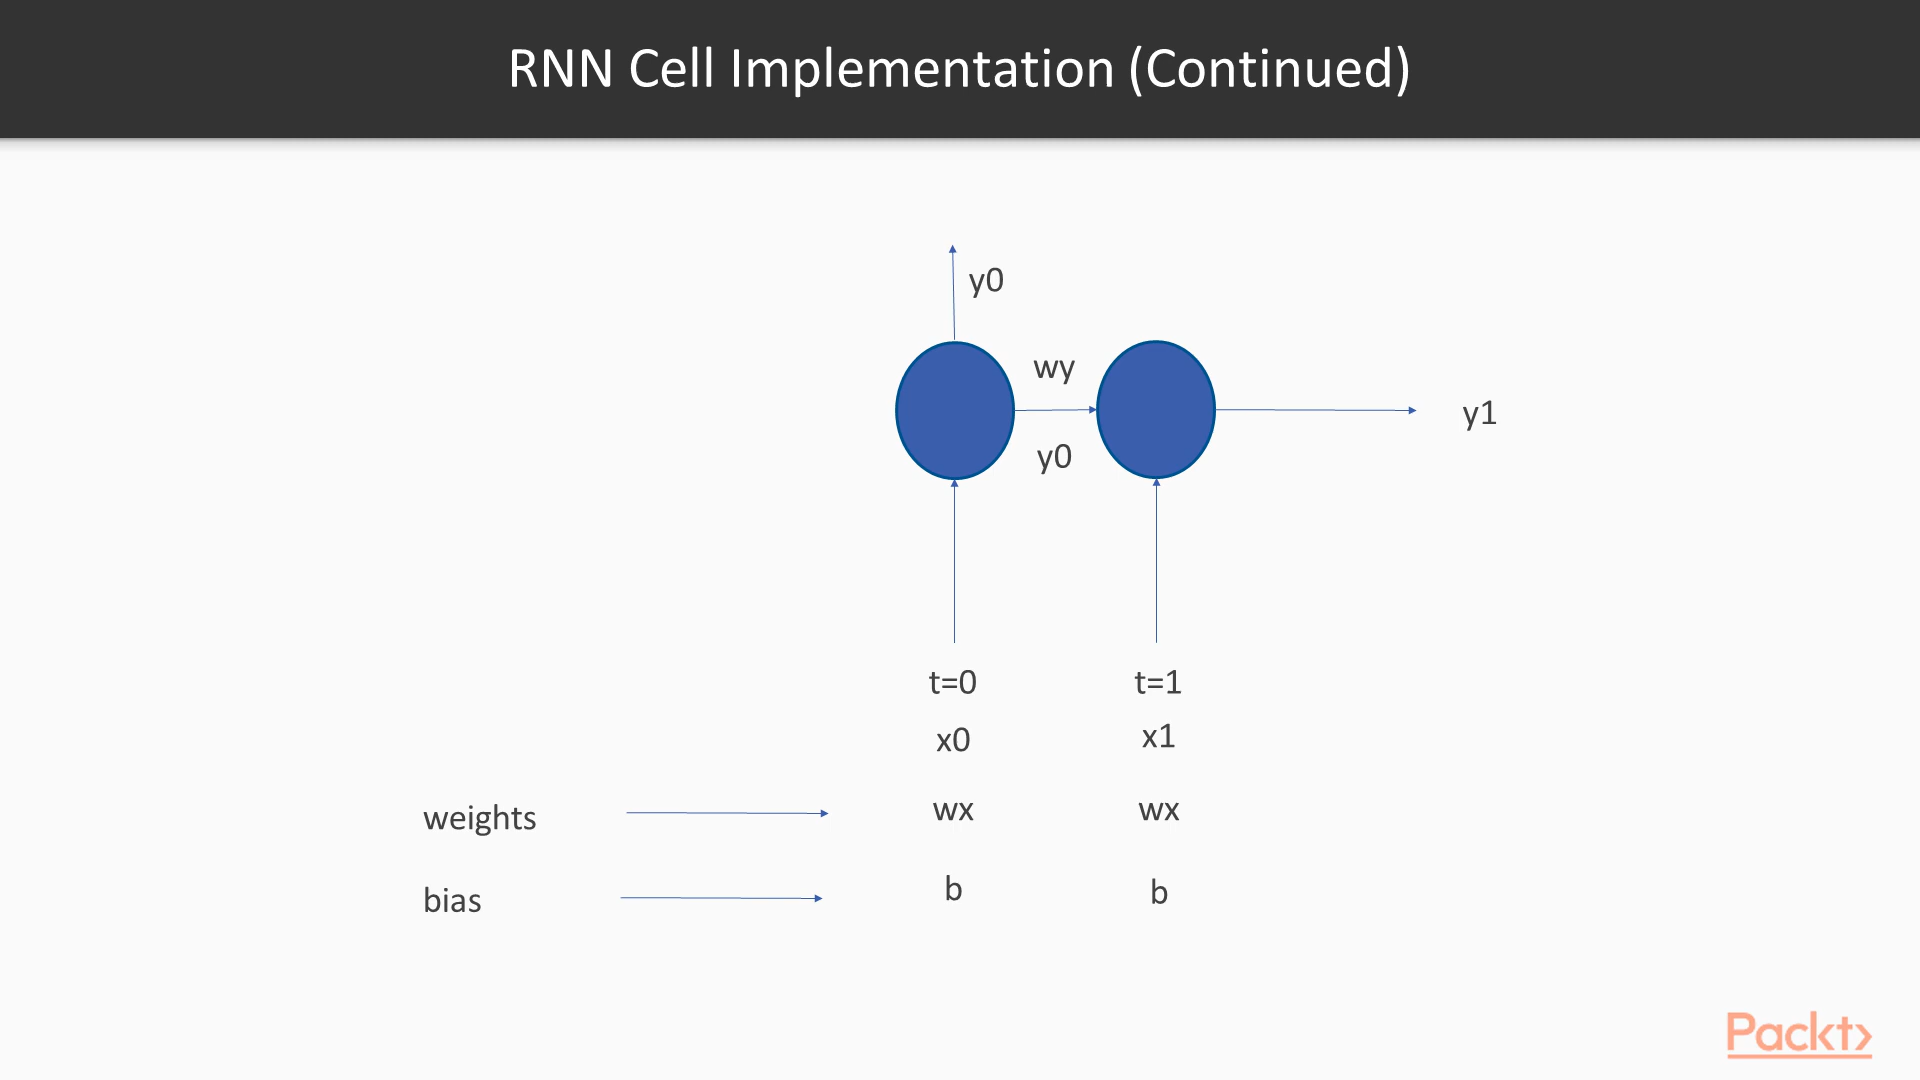 RNN Cell Implementation (Continued)
y0
wy
y0
y1
t=0 t=1
x0 x1
weights wx wx
bias b b
Packt>